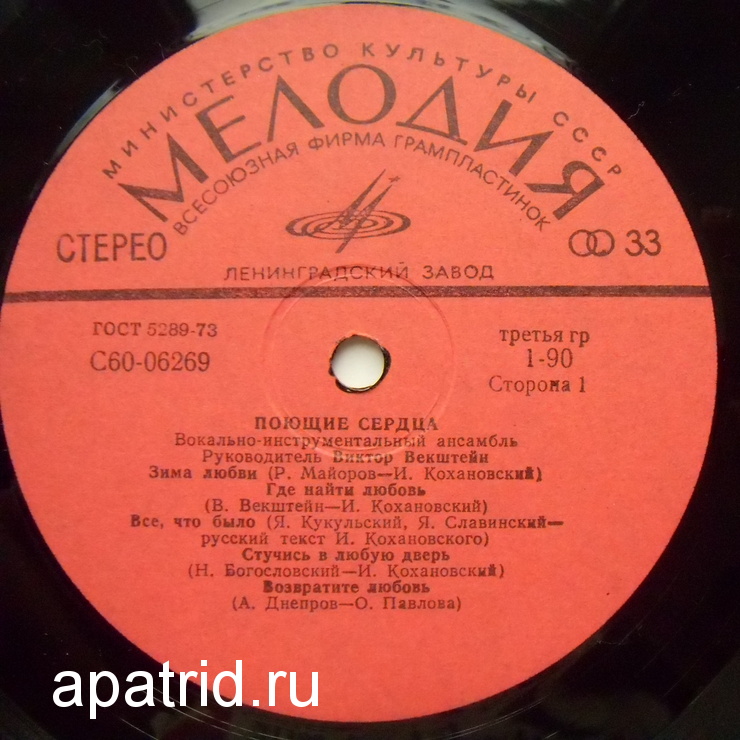 МИНИСТЕРСТВО КУЛЬТУРЫ СССР
МЕЛОДИЯ
ВСЕСОЮЗНАЯ ФИРМА ГРАМПЛАСТИНОК
СТЕРЕО
33
ЛЕНИНГРАДСКИЙ ЗАВОД
ГОСТ 5289-73
С60-06269
третья гр
1-90
Сторона 1
ПОЮЩИЕ СЕРДЦА
Вокально-инструментальный ансамбль
Руководитель Виктор Векштейн
Зима любви (Р. Майоров—И. Кохановский)
Где найти любовь
(В. Векштейн—И. Кохановский)
Все, что было (Я. Кукульский, Я. Славинский—
русский текст И. Кохановского)
Стучись в любую дверь
(Н. Богословский—И. Кохановский)
Возвратите любовь
(А. Днепров—О. Павлова)
apatrid.ru